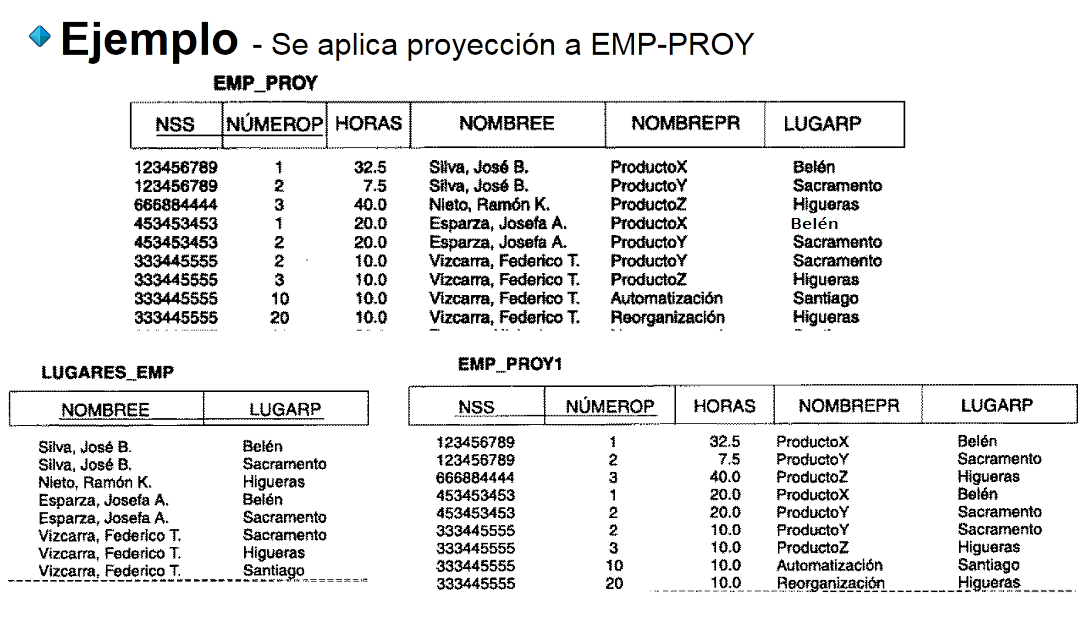 Ejemplo - Se aplica proyección a EMP-PROY
EMP_PROY
NSS NÚMEROP HORAS NOMBREE NOMBREPR LUGARP
123456789 1 32.5 Silva, José B. ProductoX Belén
123456789 2 7.5 Silva, José B. ProductoY Sacramento
666884444 3 40.0 Nieto, Ramón K. ProductoZ Higueras
453453453 1 20.0 Esparza, Josefa A. ProductoX Belén
453453453 2 20.0 Esparza, Josefa A. ProductoY Sacramento
333445555 2 10.0 Vizcarra, Federico T. ProductoY Sacramento
333445555 3 10.0 Vizcarra, Federico T. ProductoZ Higueras
333445555 10 10.0 Vizcarra, Federico T. Automatización Santiago
333445555 20 10.0 Vizcarra, Federico T. Reorganización Higueras
LUGARES_EMP
NOMBREE LUGARP
Silva, José B. Belén
Silva, José B. Sacramento
Nieto, Ramón K. Higueras
Esparza, Josefa A. Belén
Esparza, Josefa A. Sacramento
Vizcarra, Federico T. Sacramento
Vizcarra, Federico T. Higueras
Vizcarra, Federico T. Santiago
EMP_PROY1
NSS NÚMEROP HORAS NOMBREPR LUGARP
123456789 1 32.5 ProductoX Belén
123456789 2 7.5 ProductoY Sacramento
666884444 3 40.0 ProductoZ Higueras
453453453 1 20.0 ProductoX Belén
453453453 2 20.0 ProductoY Sacramento
333445555 2 10.0 ProductoY Sacramento
333445555 3 10.0 ProductoZ Higueras
333445555 10 10.0 Automatización Santiago
333445555 20 10.0 Reorganización Higueras